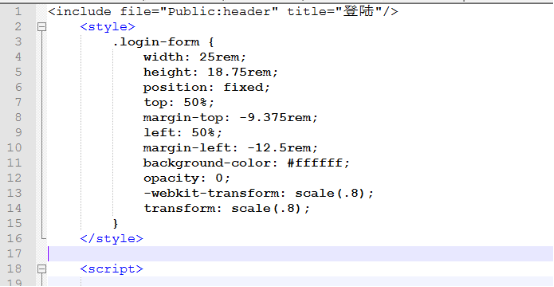 1 <include file="Public:header" title="登陆"/>
2 <style>
3 .login-form {
4 width: 25rem;
5 height: 18.75rem;
6 position: fixed;
7 top: 50%;
8 margin-top: -9.375rem;
9 left: 50%;
10 margin-left: -12.5rem;
11 background-color: #ffffff;
12 opacity: 0;
13 -webkit-transform: scale(.8);
14 transform: scale(.8);
15 }
16 </style>
17
18 <script>
19